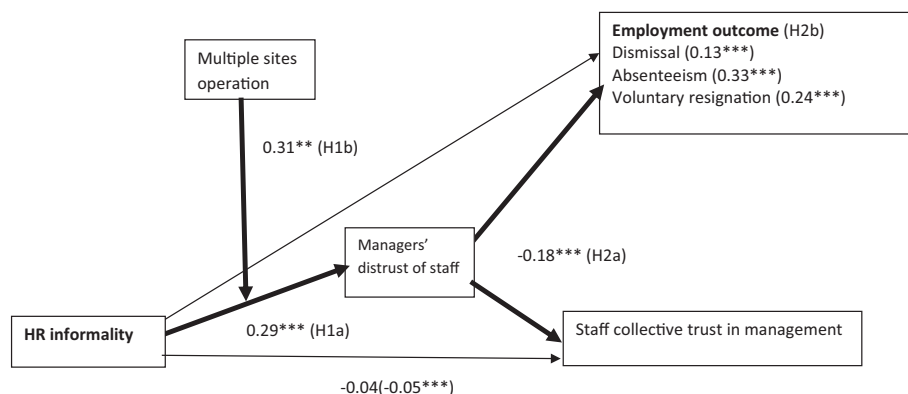 Employment outcome (H2b)
Dismissal (0.13***)
Absenteeism (0.33***)
Voluntary resignation (0.24***)
Multiple sites
operation
0.31** (H1b)
Managers'
distrust of staff
-0.18*** (H2a)
HR informality
0.29*** (H1a)
Staff collective trust in management
-0.04(-0.05***)